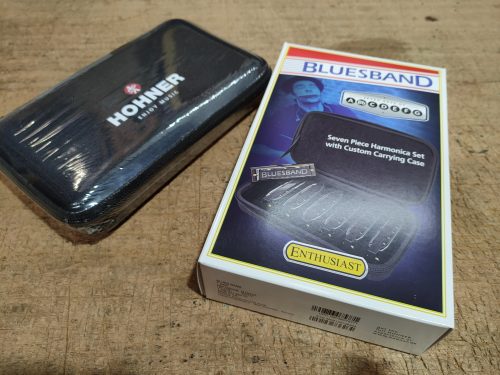 HOHNER
ENJOY MUSIC
BLUESBAND
A B♭ C D E F G
Seven Piece Harmonica Set
with Custom Carrying Case
BLUESBAND
ENTHUSIAST